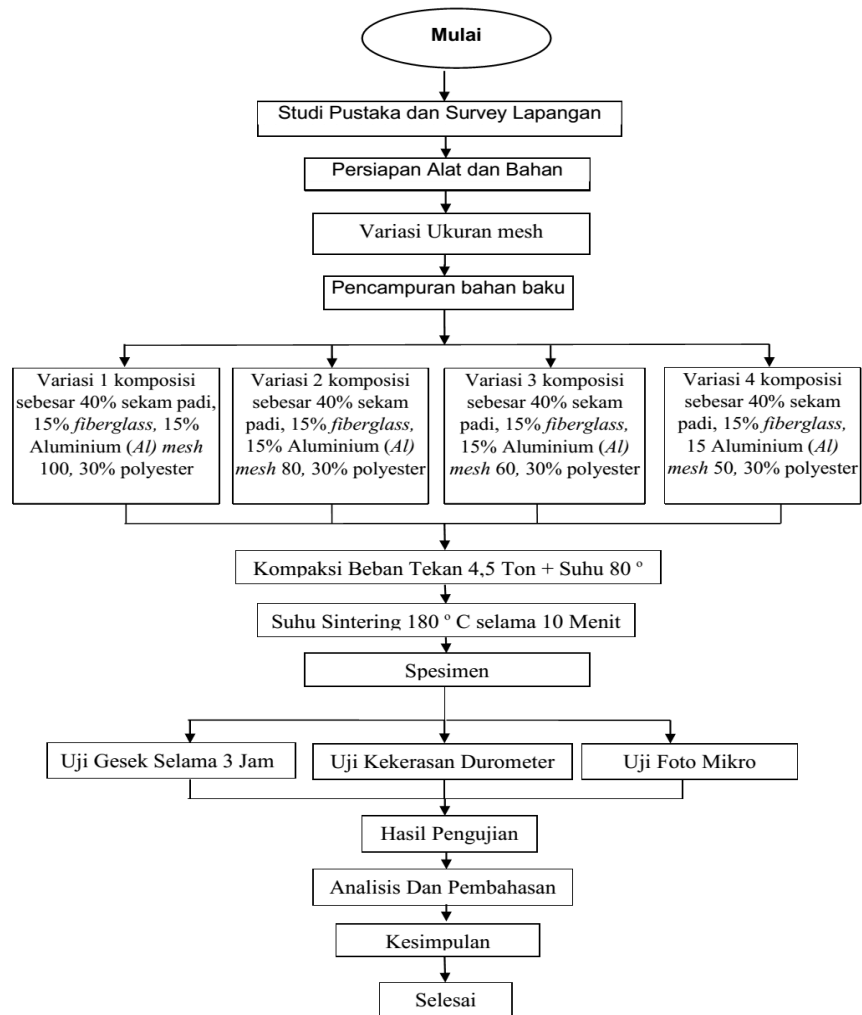 Mulai
Studi Pustaka dan Survey Lapangan
Persiapan Alat dan Bahan
Variasi Ukuran mesh
Pencampuran bahan baku
Variasi 1 komposisi
sebesar 40% sekam padi,
15% fiberglass, 15%
Aluminium (Al) mesh
100, 30% polyester
Variasi 2 komposisi
sebesar 40% sekam
padi, 15% fiberglass,
15% Aluminium (Al)
mesh 80, 30% polyester
Variasi 3 komposisi
sebesar 40% sekam
padi, 15% fiberglass,
15% Aluminium (Al)
mesh 60, 30% polyester
Variasi 4 komposisi
sebesar 40% sekam
padi, 15% fiberglass,
15 Aluminium (Al)
mesh 50, 30% polyester
Kompaksi Beban Tekan 4,5 Ton + Suhu 80 º
Suhu Sintering 180 º C selama 10 Menit
Spesimen
Uji Gesek Selama 3 Jam
Uji Kekerasan Durometer
Uji Foto Mikro
Hasil Pengujian
Analisis Dan Pembahasan
Kesimpulan
Selesai